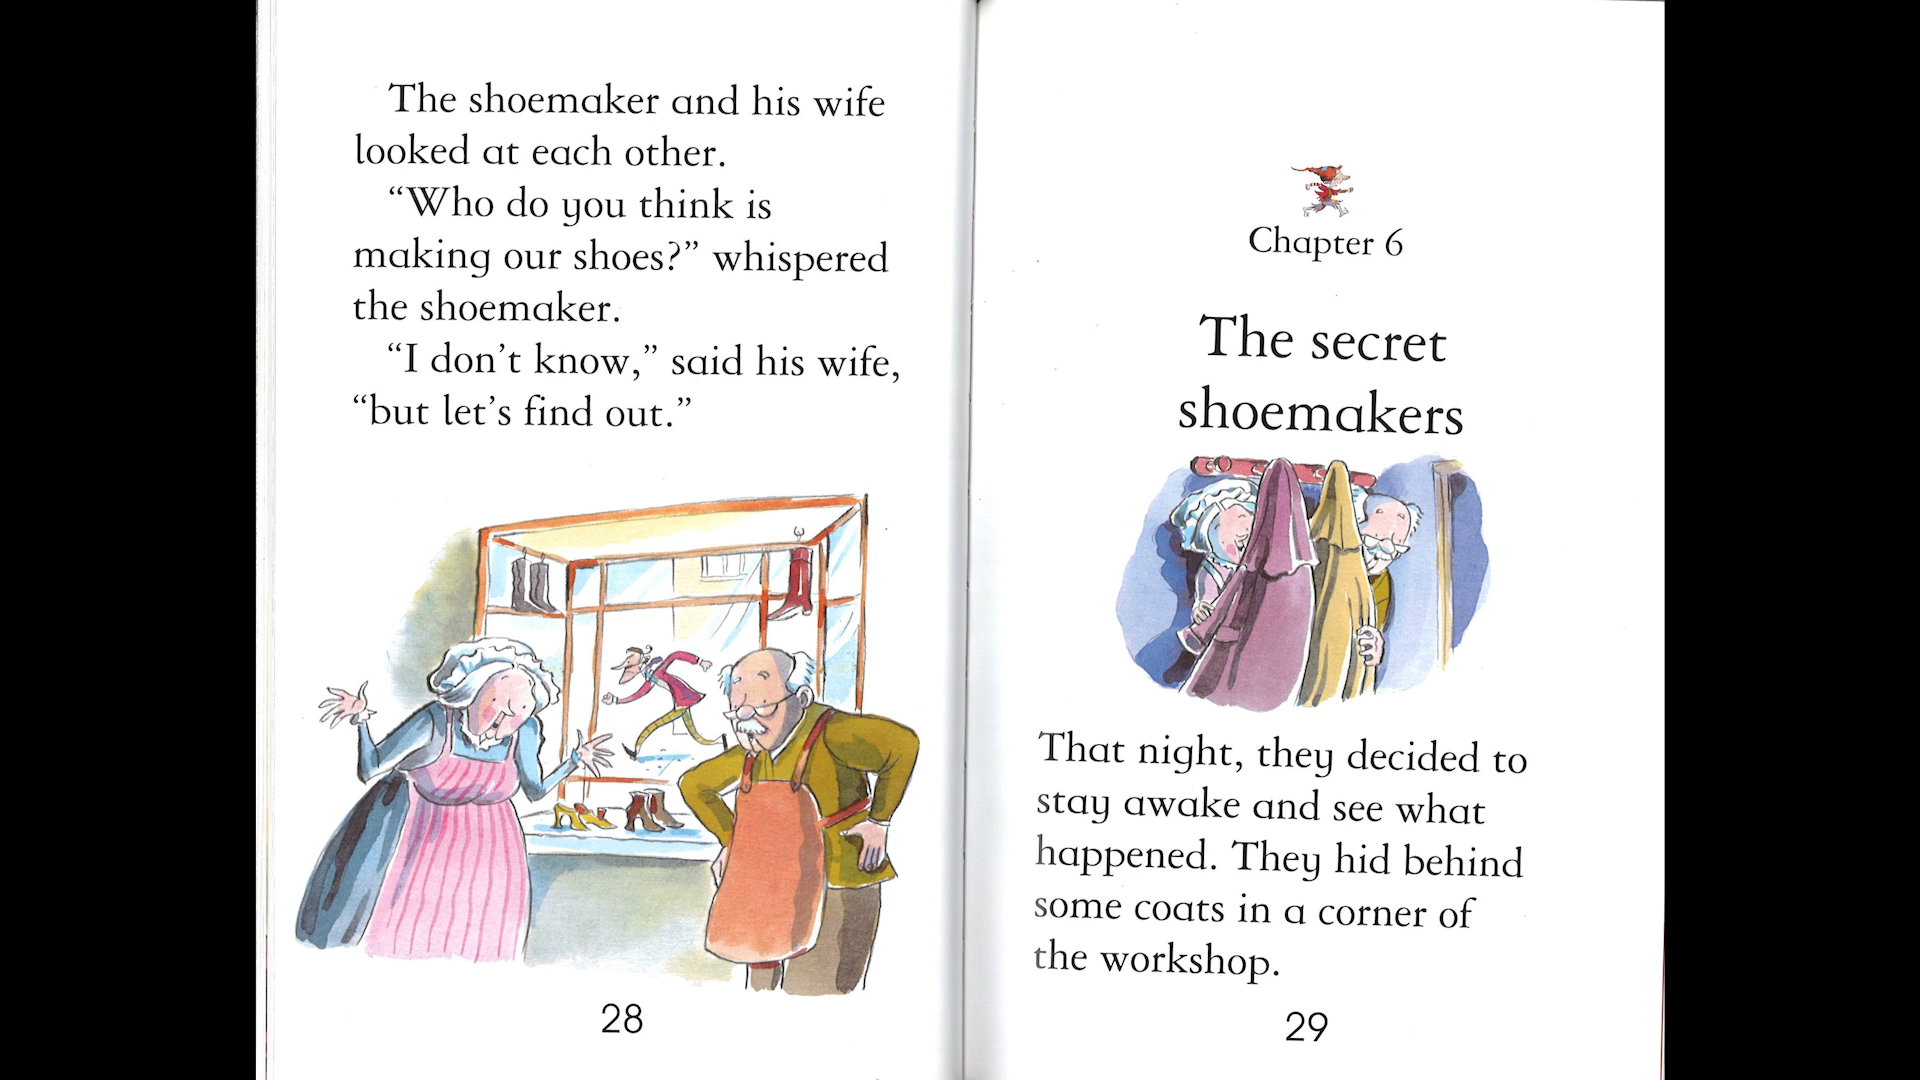 The shoemaker and his wife
looked at each other.
“Who do you think is
making our shoes?” whispered
the shoemaker.
“I don’t know,” said his wife,
“but let’s find out.”
28
Chapter 6
The secret
shoemakers
That night, they decided to
stay awake and see what
happened. They hid behind
some coats in a corner of
the workshop.
29